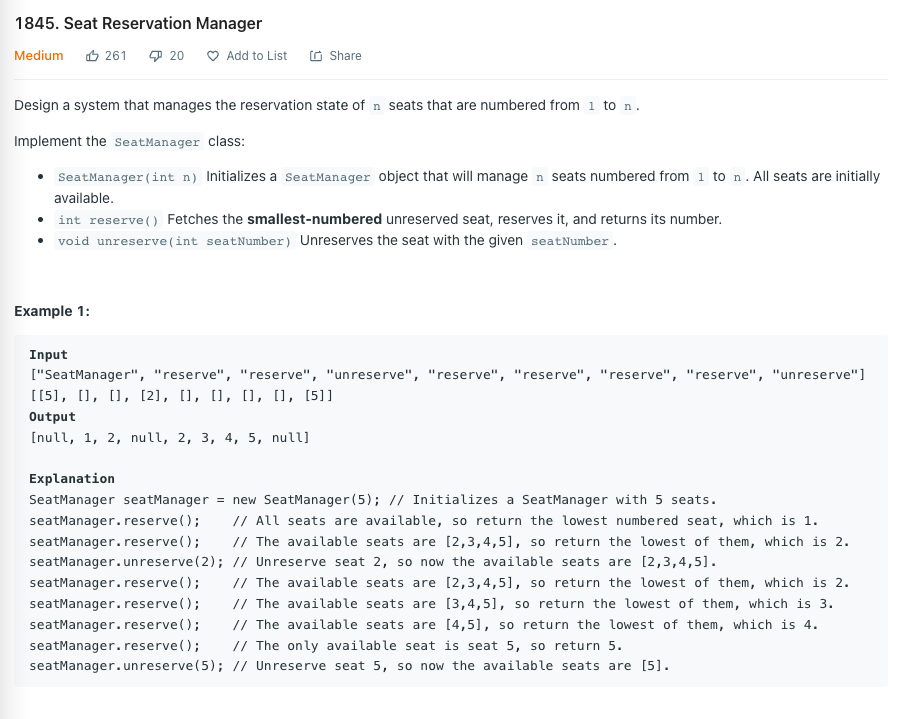 1845. Seat Reservation Manager
Medium 261 20 Add to List Share
Design a system that manages the reservation state of n seats that are numbered from 1 to n.
Implement the SeatManager class:
• SeatManager(int n) Initializes a SeatManager object that will manage n seats numbered from 1 to n. All seats are initially
available.
• int reserve() Fetches the smallest-numbered unreserved seat, reserves it, and returns its number.
• void unreserve(int seatNumber) Unreserves the seat with the given seatNumber.
Example 1:
Input
["SeatManager", "reserve", "reserve", "unreserve", "reserve", "reserve", "reserve", "reserve", "unreserve"]
[[5], [], [], [2], [], [], [], [], [5]]
Output
[null, 1, 2, null, 2, 3, 4, 5, null]
Explanation
SeatManager seatManager = new SeatManager(5); // Initializes a SeatManager with 5 seats.
seatManager.reserve();    // All seats are available, so return the lowest numbered seat, which is 1.
seatManager.reserve();    // The available seats are [2,3,4,5], so return the lowest of them, which is 2.
seatManager.unreserve(2); // Unreserve seat 2, so now the available seats are [2,3,4,5].
seatManager.reserve();    // The available seats are [2,3,4,5], so return the lowest of them, which is 2.
seatManager.reserve();    // The available seats are [3,4,5], so return the lowest of them, which is 3.
seatManager.reserve();    // The available seats are [4,5], so return the lowest of them, which is 4.
seatManager.reserve();    // The only available seat is seat 5, so return 5.
seatManager.unreserve(5); // Unreserve seat 5, so now the available seats are [5].